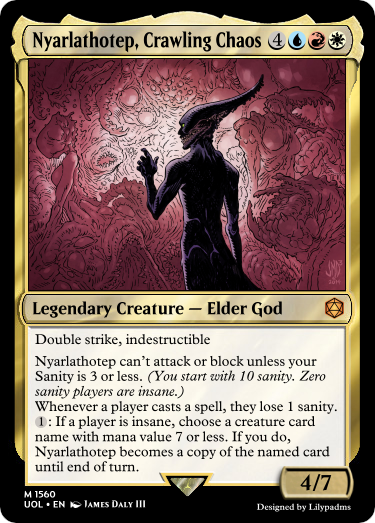 Nyarlathotep, Crawling Chaos 4
Legendary Creature — Elder God
Double strike, indestructible
Nyarlathotep can't attack or block unless your
Sanity is 3 or less. (You start with 10 sanity. Zero
sanity players are insane.)
Whenever a player casts a spell, they lose 1 sanity.
1: If a player is insane, choose a creature card
name with mana value 7 or less. If you do,
Nyarlathotep becomes a copy of the named card
until end of turn.
4/7
M 1560
UOL • EN James Daly III
Designed by Lilypadms